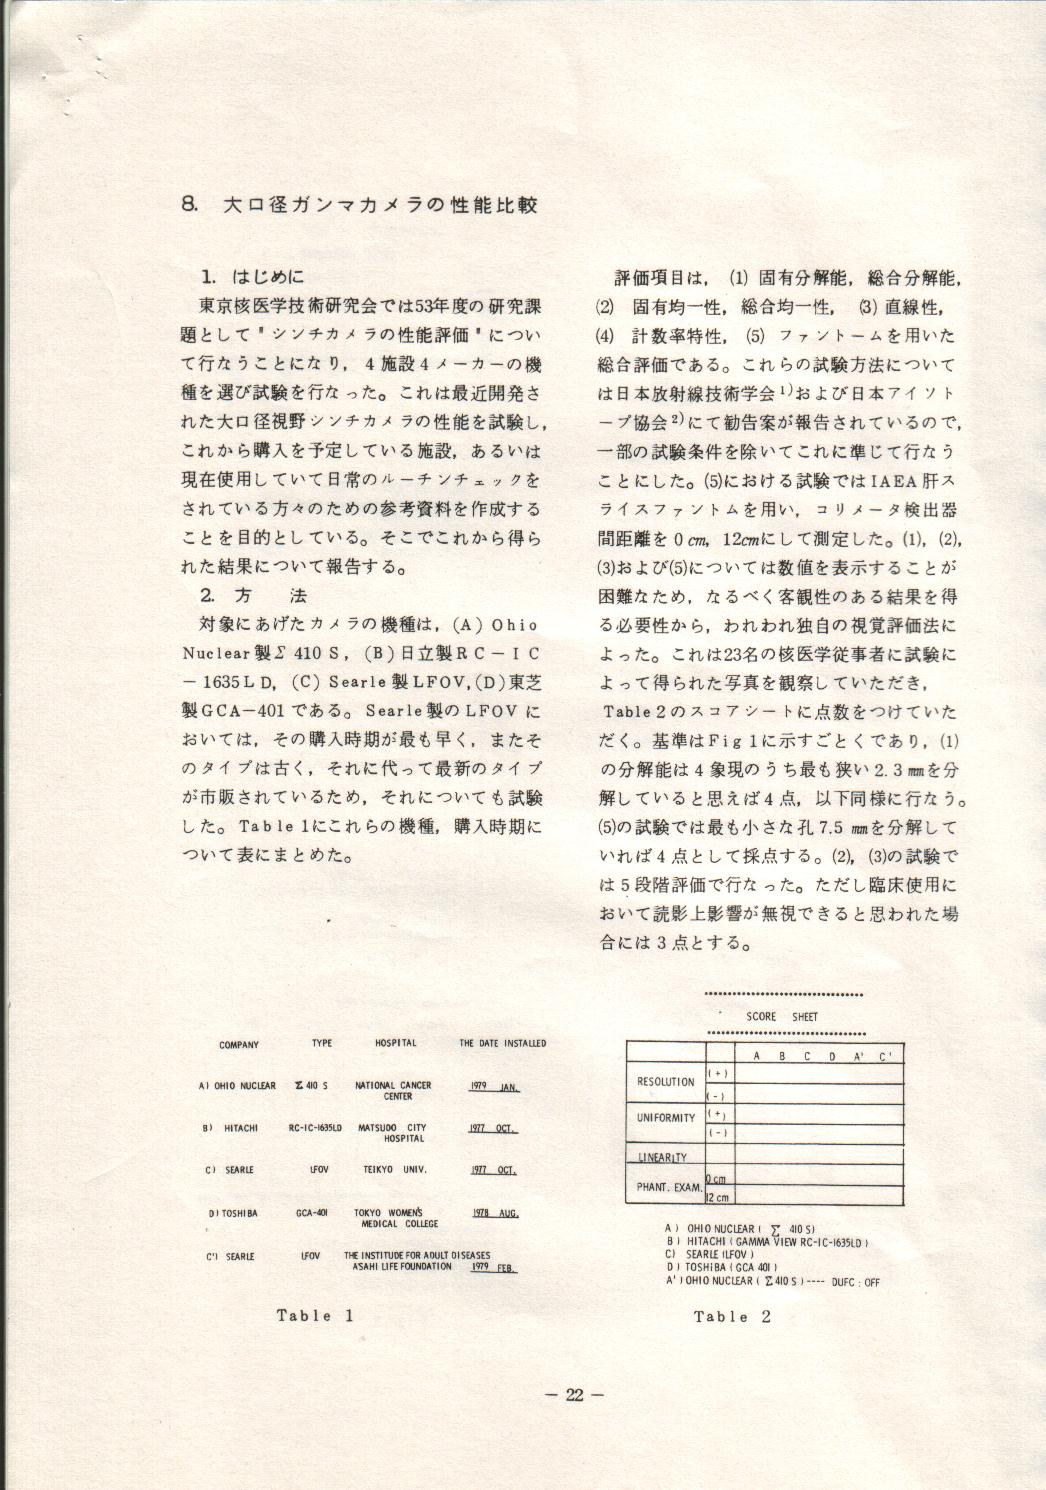 8. 大口径ガンマカメラの性能比較
1. はじめに
東京核医学技術研究会では53年度の研究課
題として"シンチカメラの性能評価"につい
て行なうことになり，4施設4メーカーの機
種を選び試験を行なった。これは最近開発さ
れた大口径視野シンチカメラの性能を試験し，
これから購入を予定している施設，あるいは
現在使用していて日常のルーチンチェックを
されている方々のための参考資料を作成する
ことを目的としている。そこでこれから得ら
れた結果について報告する。
2. 方　法
対象にあげたカメラの機種は，(A) Ohio
Nuclear製Σ 410 S，(B)日立製RC－IC
－1635LD，(C) Searle製LFOV,(D)東芝
製GCA－401である。Searle製のLFOVに
おいては，その購入時期が最も早く，またそ
のタイプは古く，それに代って最新のタイプ
が市販されているため，それについても試験
した。Table 1にこれらの機種，購入時期に
ついて表にまとめた。
評価項目は，(1) 固有分解能，総合分解能，
(2) 固有均一性，総合均一性，(3) 直線性，
(4) 計数率特性，(5) ファントームを用いた
総合評価である。これらの試験方法について
は日本放射線技術学会1)および日本アイソト
ープ協会2)にて勧告案が報告されているので，
一部の試験条件を除いてこれに準じて行なう
ことにした。(5)における試験ではIAEA肝ス
ライスファントムを用い，コリメータ検出器
間距離を0cm，12cmにして測定した。(1)，(2)，
(3)および(5)については数値を表示することが
困難なため，なるべく客観性のある結果を得
る必要性から，われわれ独自の視覚評価法に
よった。これは23名の核医学従事者に試験に
よって得られた写真を観察していただき，
Table 2のスコアシートに点数をつけていた
だく。基準はFig 1に示すごとくであり，(1)
の分解能は4象現のうち最も狭い2.3㎜を分
解していると思えば4点，以下同様に行なう。
(5)の試験では最も小さな孔7.5㎜を分解して
いれば4点として採点する。(2)，(3)の試験で
は5段階評価で行なった。ただし臨床使用に
おいて読影上影響が無視できると思われた場
合には3点とする。
COMPANY TYPE HOSPITAL THE DATE INSTALLED
A) OHIO NUCLEAR Σ 410 S NATIONAL CANCER 1979 JAN.
CENTER
B) HITACHI RC-IC-1635LD MATSUDO CITY 1977 OCT.
HOSPITAL
C) SEARLE LFOV TEIKYO UNIV. 1977 OCT.
D) TOSHIBA GCA-401 TOKYO WOMEN'S 1978 AUG.
MEDICAL COLLEGE
C') SEARLE LFOV THE INSTITUDE FOR ADULT DISEASES
ASAHI LIFE FOUNDATION 1979 FEB.
Table 1
SCORE SHEET
A B C D A' C'
RESOLUTION (+)
(-)
UNIFORMITY (+)
(-)
LINEARITY
PHANT. EXAM. 0 cm
12 cm
A) OHIO NUCLEAR ( Σ 410 S)
B) HITACHI ( GAMMA VIEW RC-IC-1635LD )
C) SEARLE (LFOV )
D) TOSHIBA ( GCA 401 )
A') OHIO NUCLEAR ( Σ 410 S ) ---- DUFC : OFF
Table 2
－ 22 －